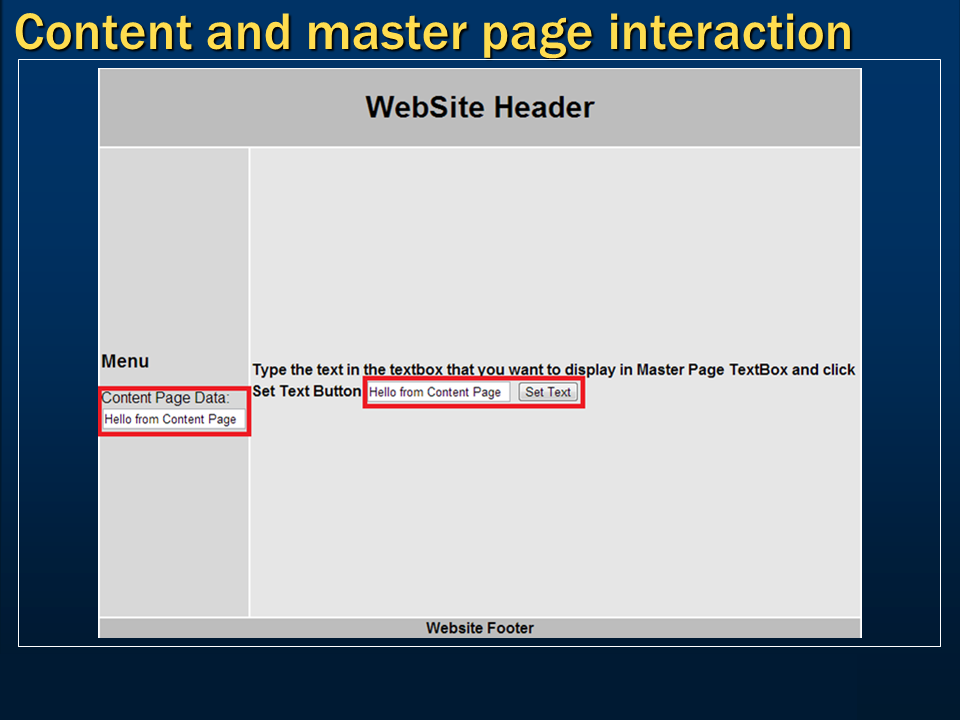 Content and master page interaction
WebSite Header
Menu
Content Page Data:
Hello from Content Page
Type the text in the textbox that you want to display in Master Page TextBox and click
Set Text Button Hello from Content Page Set Text
Website Footer